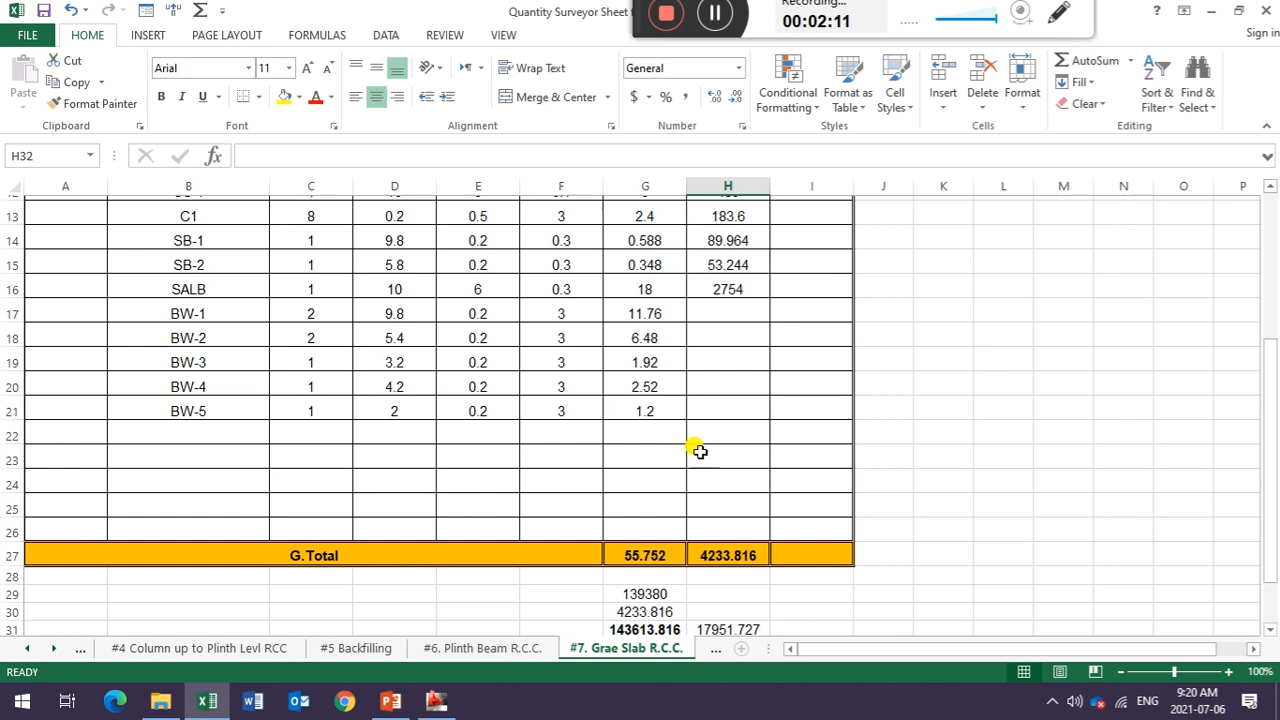 Quantity Surveyor Sheet f
Recording...
00:02:11
FILE HOME INSERT PAGE LAYOUT FORMULAS DATA REVIEW VIEW Sign in
Paste Cut Copy Format Painter Clipboard
Arial 11 B I U A Font
Wrap Text Merge & Center Alignment
General $ % , Number
Conditional Formatting Format as Table Cell Styles Styles
Insert Delete Format Cells
AutoSum Fill Clear Sort & Filter Find & Select Editing
H32 fx
A B C D E F G H I J K L M N O P
13 C1 8 0.2 0.5 3 2.4 183.6
14 SB-1 1 9.8 0.2 0.3 0.588 89.964
15 SB-2 1 5.8 0.2 0.3 0.348 53.244
16 SALB 1 10 6 0.3 18 2754
17 BW-1 2 9.8 0.2 3 11.76
18 BW-2 2 5.4 0.2 3 6.48
19 BW-3 1 3.2 0.2 3 1.92
20 BW-4 1 4.2 0.2 3 2.52
21 BW-5 1 2 0.2 3 1.2
22
23
24
25
26
27 G.Total 55.752 4233.816
28
29 139380
30 4233.816
31 143613.816 17951.727
... #4 Column up to Plinth Levl RCC #5 Backfilling #6. Plinth Beam R.C.C. #7. Grae Slab R.C.C. ...
READY 100%
ENG 9:20 AM
2021-07-06